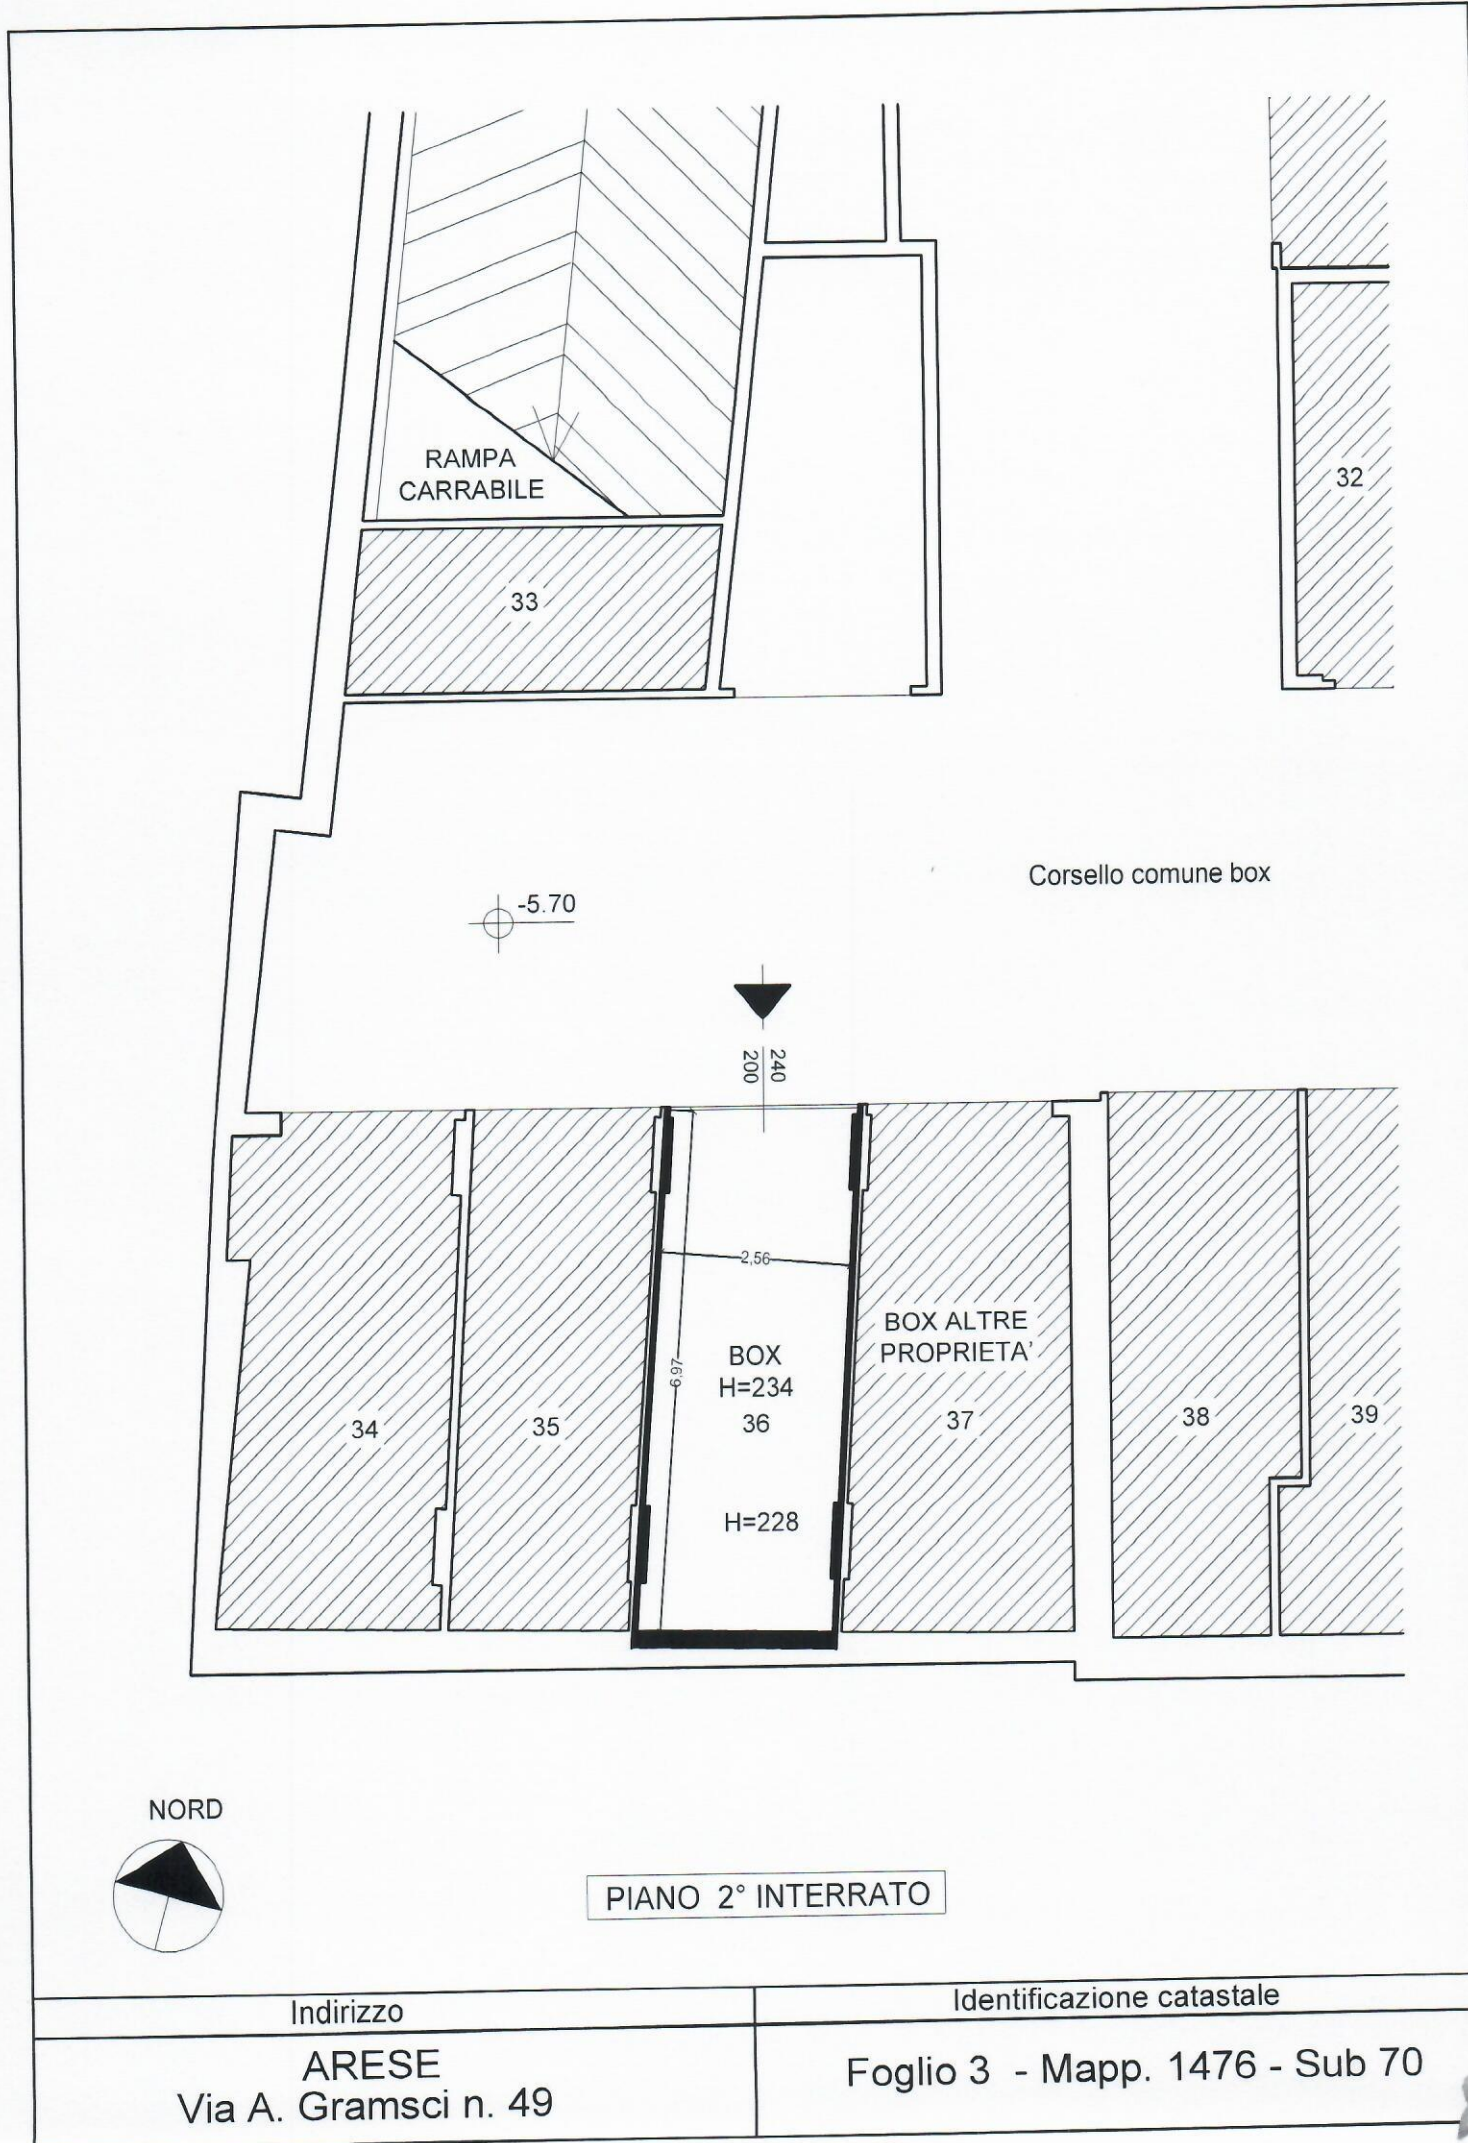 RAMPA
CARRABILE
32
33
Corsello comune box
-5.70
240
200
2,56
BOX ALTRE
PROPRIETA'
BOX
H=234
6,97
34
35
36
37
38
39
H=228
NORD
PIANO 2° INTERRATO
Indirizzo
Identificazione catastale
ARESE
Via A. Gramsci n. 49
Foglio 3 - Mapp. 1476 - Sub 70